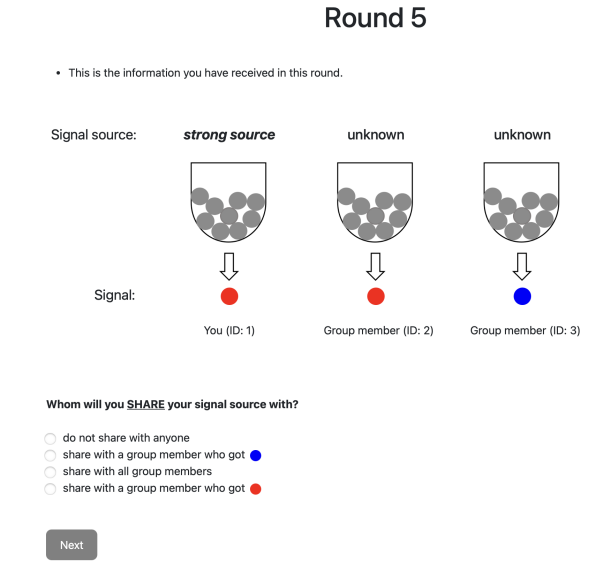 Round 5
• This is the information you have received in this round.
Signal source: strong source unknown unknown
Signal:
You (ID: 1) Group member (ID: 2) Group member (ID: 3)
Whom will you SHARE your signal source with?
do not share with anyone
share with a group member who got
share with all group members
share with a group member who got
Next